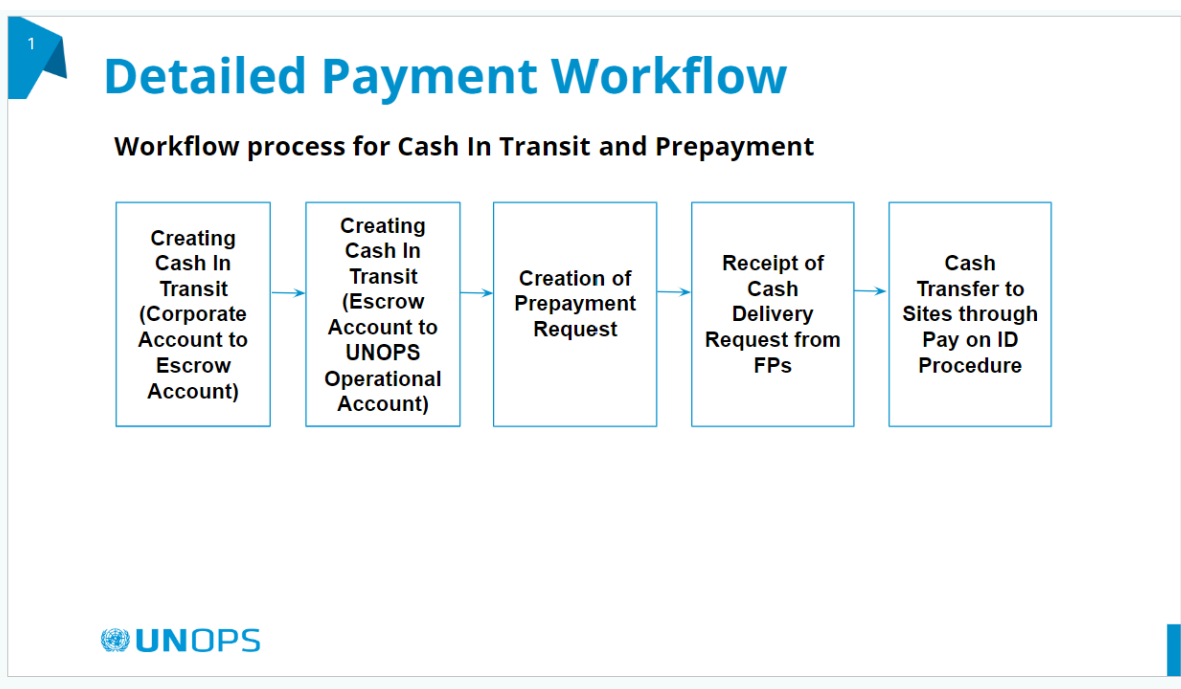 1
Detailed Payment Workflow
Workflow process for Cash In Transit and Prepayment
Creating
Cash In
Transit
(Corporate
Account to
Escrow
Account)
Creating
Cash In
Transit
(Escrow
Account to
UNOPS
Operational
Account)
Creation of
Prepayment
Request
Receipt of
Cash
Delivery
Request from
FPs
Cash
Transfer to
Sites through
Pay on ID
Procedure
UNOPS